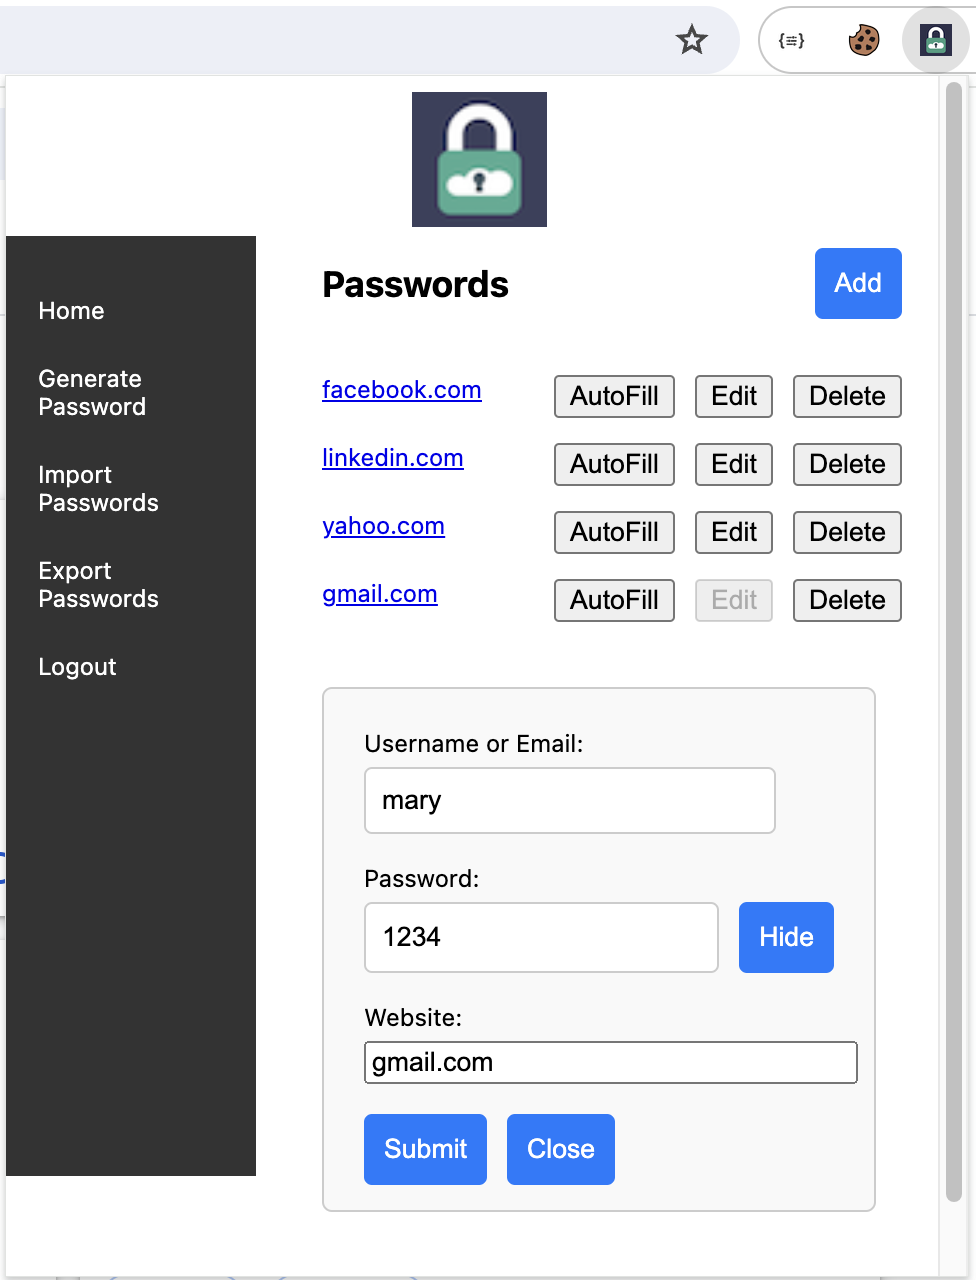 Passwords
Add
Home
Generate
Password
Import
Passwords
Export
Passwords
Logout
facebook.com AutoFill Edit Delete
linkedin.com AutoFill Edit Delete
yahoo.com AutoFill Edit Delete
gmail.com AutoFill Edit Delete
Username or Email:
mary
Password:
1234 Hide
Website:
gmail.com
Submit Close